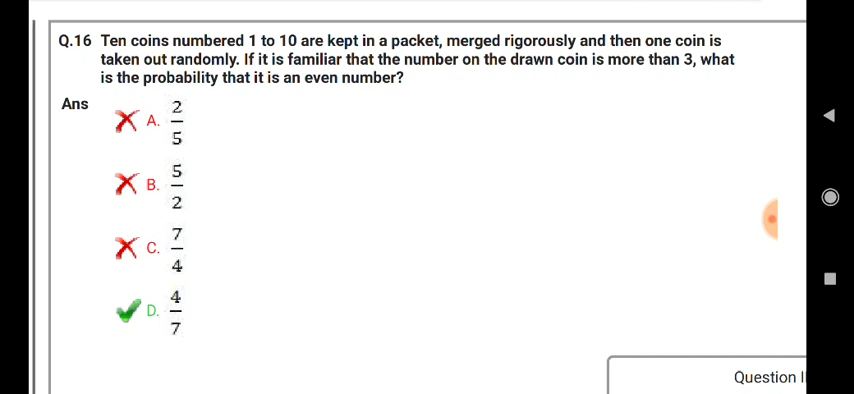 Q.16 Ten coins numbered 1 to 10 are kept in a packet, merged rigorously and then one coin is
taken out randomly. If it is familiar that the number on the drawn coin is more than 3, what
is the probability that it is an even number?
Ans
A. 2/5
B. 5/2
C. 7/4
D. 4/7
Question